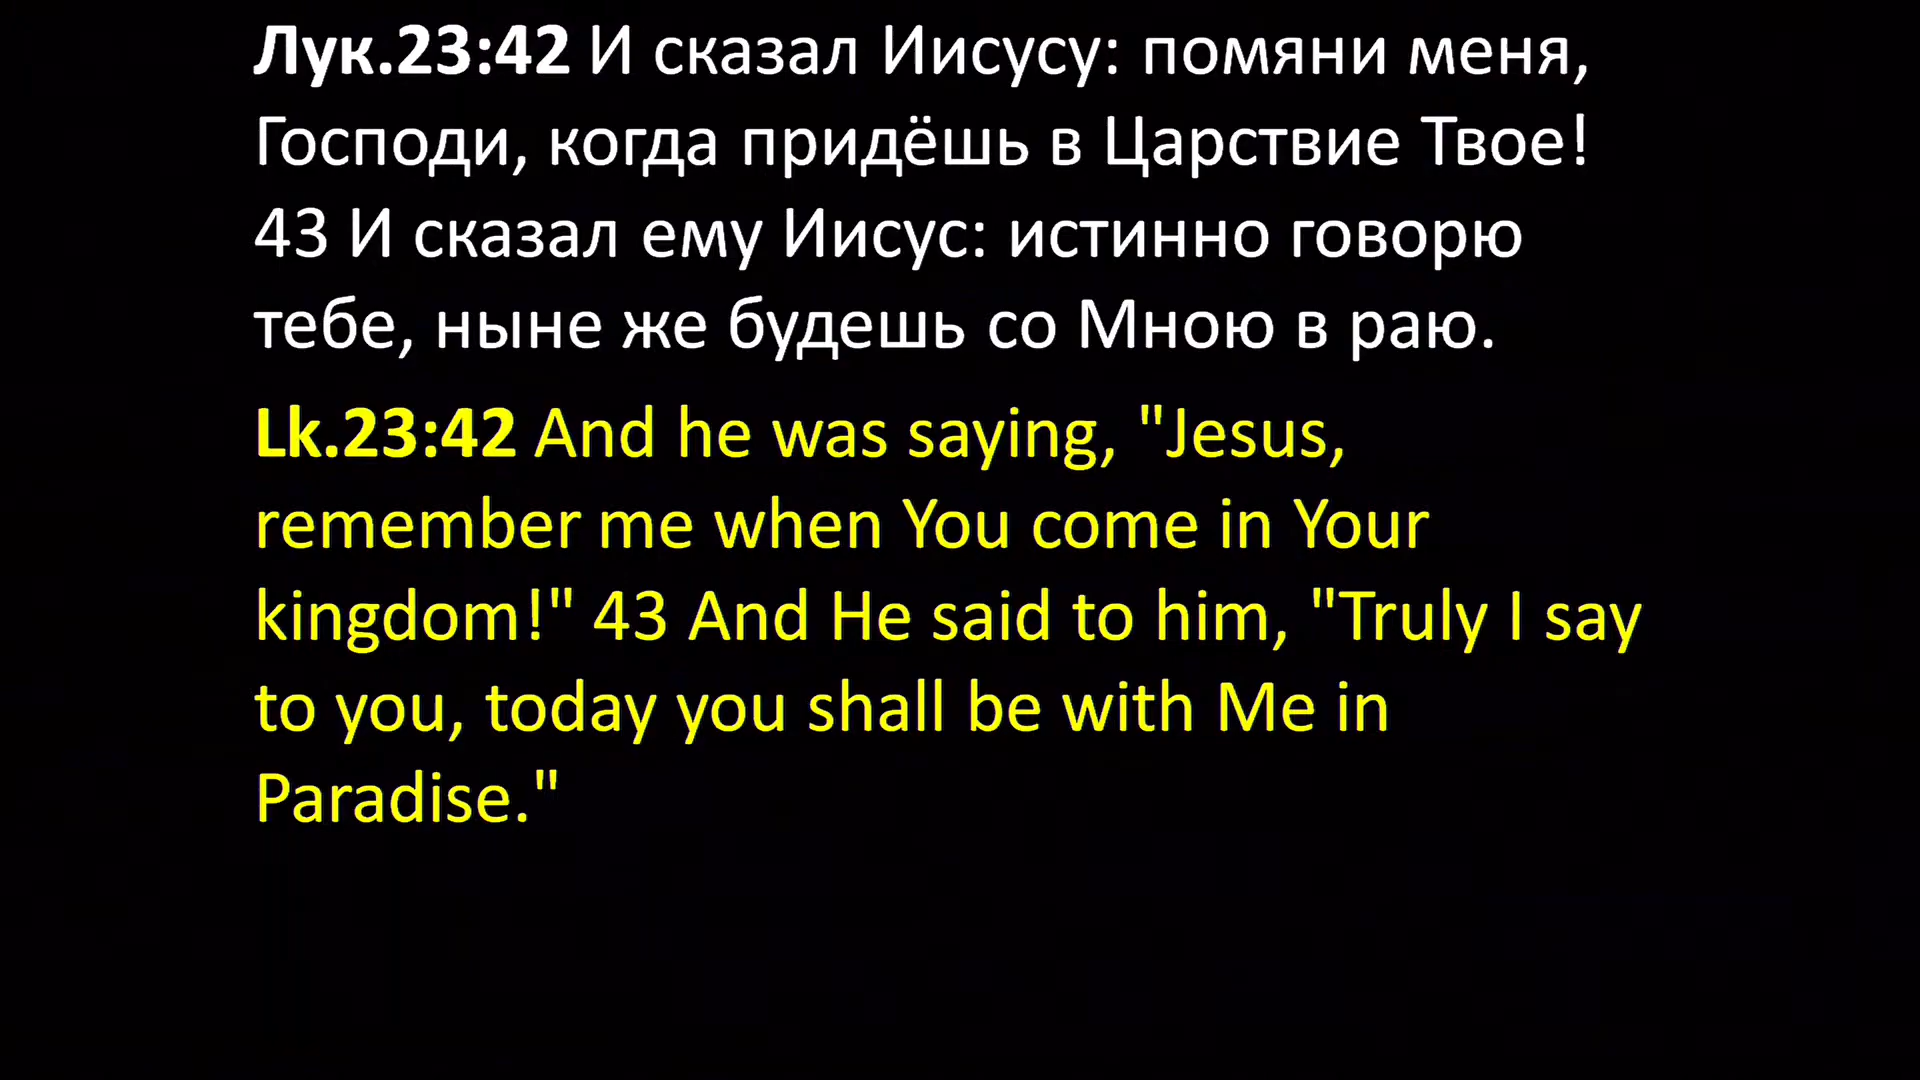 Лук.23:42 И сказал Иисусу: помяни меня,
Господи, когда придёшь в Царствие Твое!
43 И сказал ему Иисус: истинно говорю
тебе, ныне же будешь со Мною в раю.
Lk.23:42 And he was saying, "Jesus,
remember me when You come in Your
kingdom!" 43 And He said to him, "Truly I say
to you, today you shall be with Me in
Paradise."